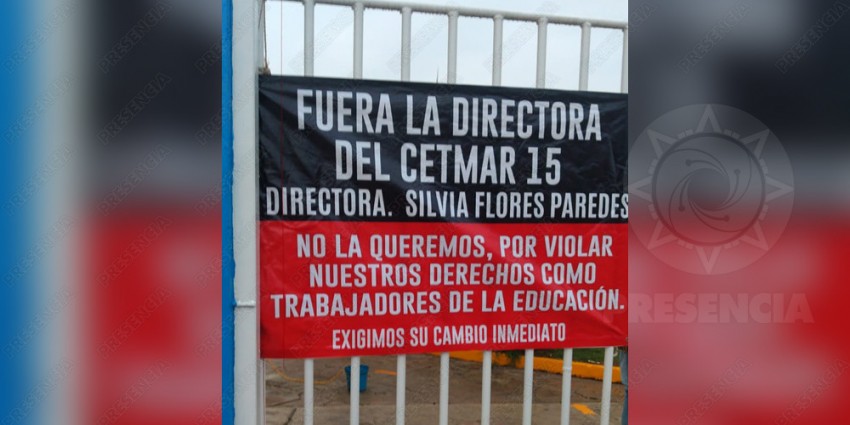 FUERA LA DIRECTORA
DEL CETMAR 15
DIRECTORA. SILVIA FLORES PAREDES
NO LA QUEREMOS, POR VIOLAR
NUESTROS DERECHOS COMO
TRABAJADORES DE LA EDUCACIÓN.
EXIGIMOS SU CAMBIO INMEDIATO
PRESENCIA